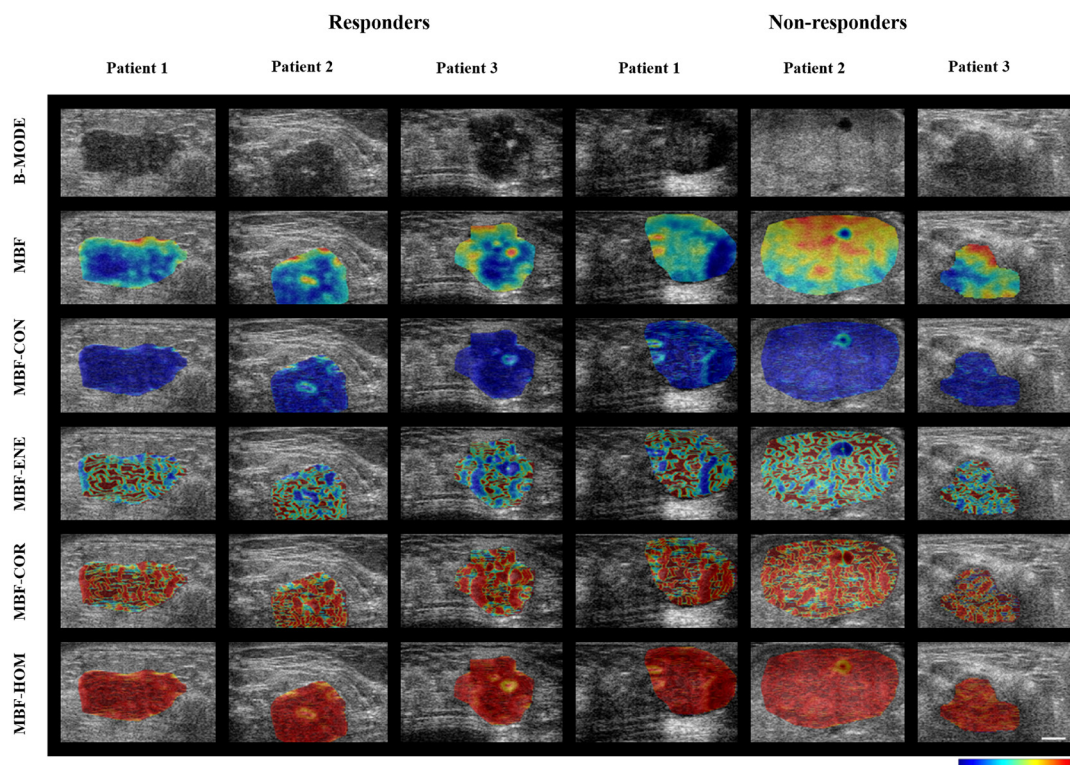 Responders Non-responders
Patient 1 Patient 2 Patient 3 Patient 1 Patient 2 Patient 3
B-MODE
MBF
MBF-CON
MBF-ENE
MBF-COR
MBF-HOM